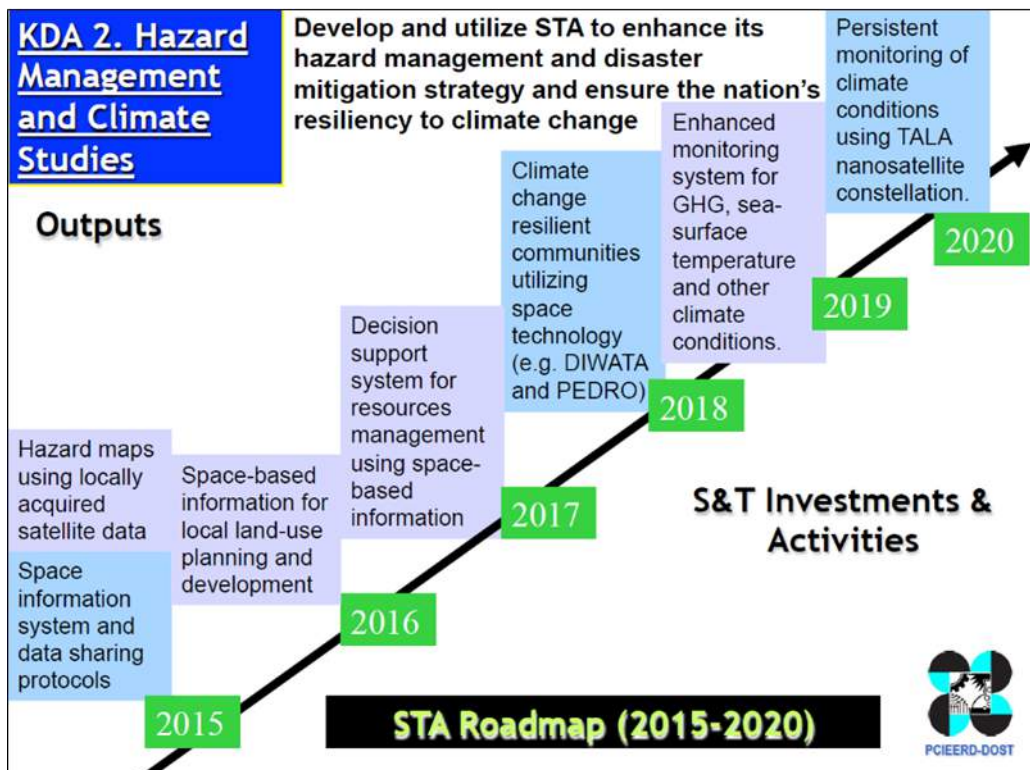 KDA 2. Hazard
Management
and Climate
Studies
Develop and utilize STA to enhance its
hazard management and disaster
mitigation strategy and ensure the nation's
resiliency to climate change
Outputs
Hazard maps
using locally
acquired
satellite data
Space
information
system and
data sharing
protocols
2015
Space-based
information for
local land-use
planning and
development
2016
Decision
support
system for
resources
management
using space-
based
information
2017
Climate
change
resilient
communities
utilizing
space
technology
(e.g. DIWATA
and PEDRO)
2018
Enhanced
monitoring
system for
GHG, sea-
surface
temperature
and other
climate
conditions.
2019
Persistent
monitoring of
climate
conditions
using TALA
nanosatellite
constellation.
2020
S&T Investments &
Activities
STA Roadmap (2015-2020)
PCIEERD-DOST